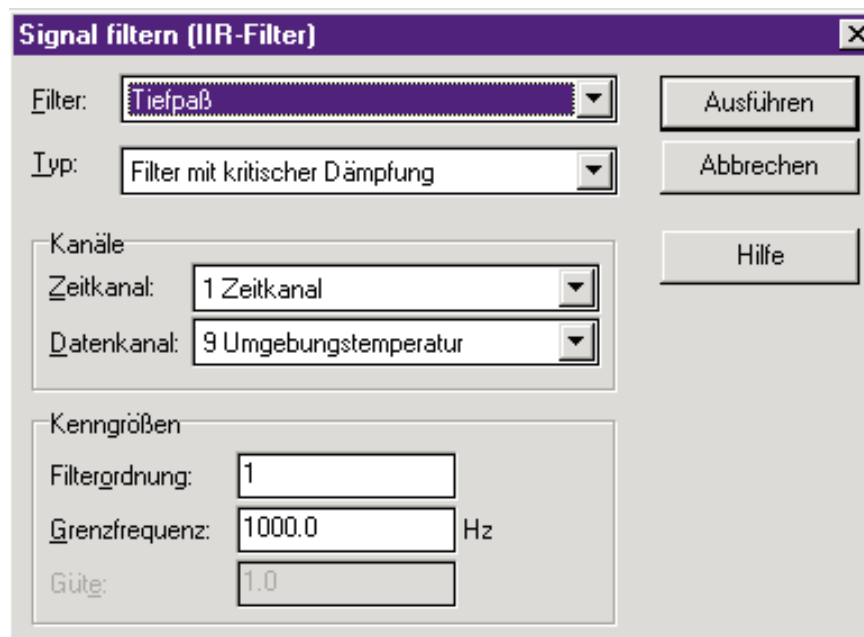 Signal filtern (IIR-Filter)
Filter: Tiefpaß
Ausführen
Typ: Filter mit kritischer Dämpfung
Abbrechen
Hilfe
Kanäle
Zeitkanal: 1 Zeitkanal
Datenkanal: 9 Umgebungstemperatur
Kenngrößen
Filterordnung: 1
Grenzfrequenz: 1000.0 Hz
Güte: 1.0